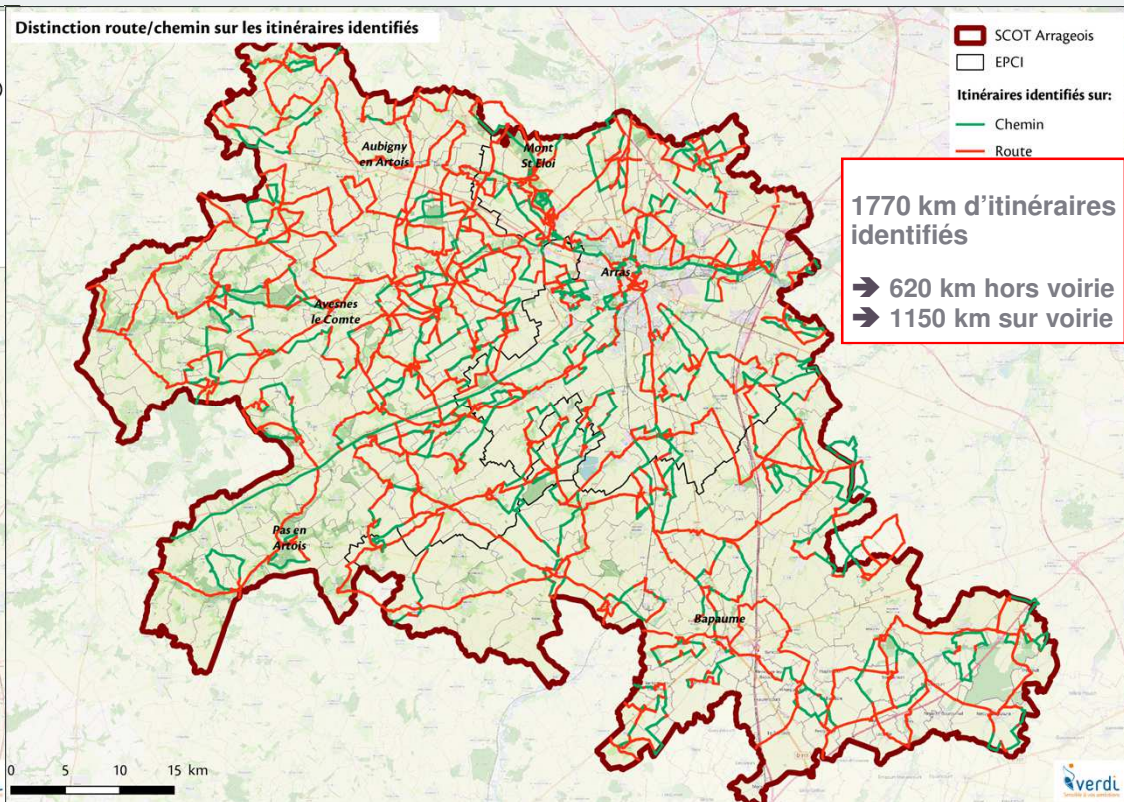 Distinction route/chemin sur les itinéraires identifiés
SCOT Arrageois
EPCI
Itinéraires identifiés sur:
Chemin
Route
1770 km d'itinéraires
identifiés
➔ 620 km hors voirie
➔ 1150 km sur voirie
Aubigny
en Artois
Mont
St Eloi
Arras
Avesnes
le Comte
Pas en
Artois
Bapaume
0 5 10 15 km
verdi